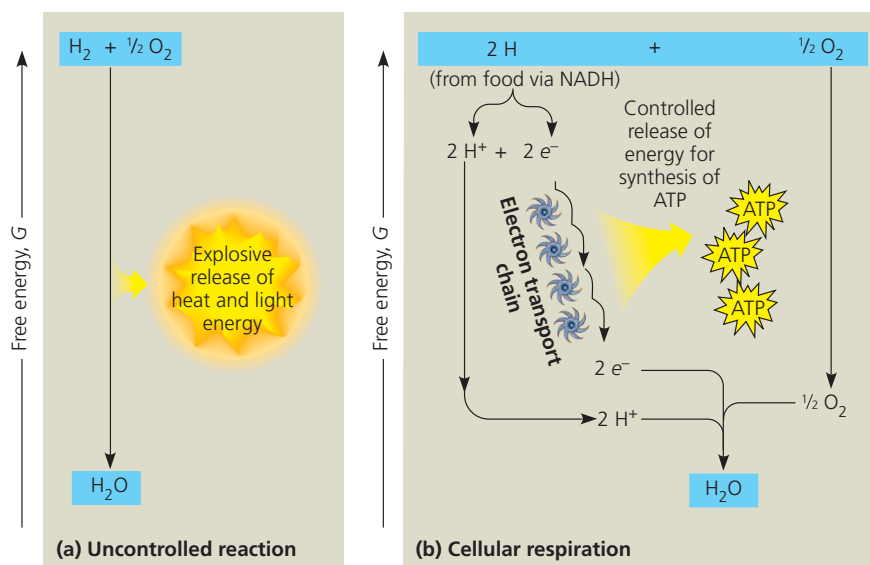 H₂ + ½ O₂
Free energy, G
Explosive
release of
heat and light
energy
H₂O
(a) Uncontrolled reaction
2 H + ½ O₂
(from food via NADH)
Free energy, G
2 H⁺ + 2 e⁻
Controlled
release of
energy for
synthesis of
ATP
Electron transport
chain
ATP
ATP
ATP
2 e⁻
½ O₂
2 H⁺
H₂O
(b) Cellular respiration